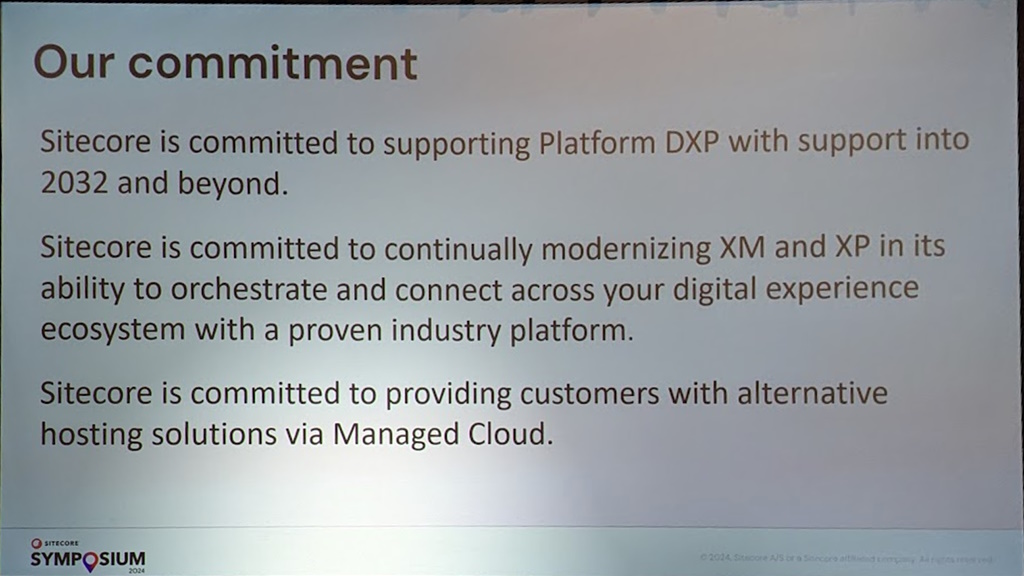 Our commitment
Sitecore is committed to supporting Platform DXP with support into
2032 and beyond.
Sitecore is committed to continually modernizing XM and XP in its
ability to orchestrate and connect across your digital experience
ecosystem with a proven industry platform.
Sitecore is committed to providing customers with alternative
hosting solutions via Managed Cloud.
SITECORE
SYMPOSIUM
2024
© 2024, Sitecore A/S or a Sitecore affiliated company. All rights reserved.